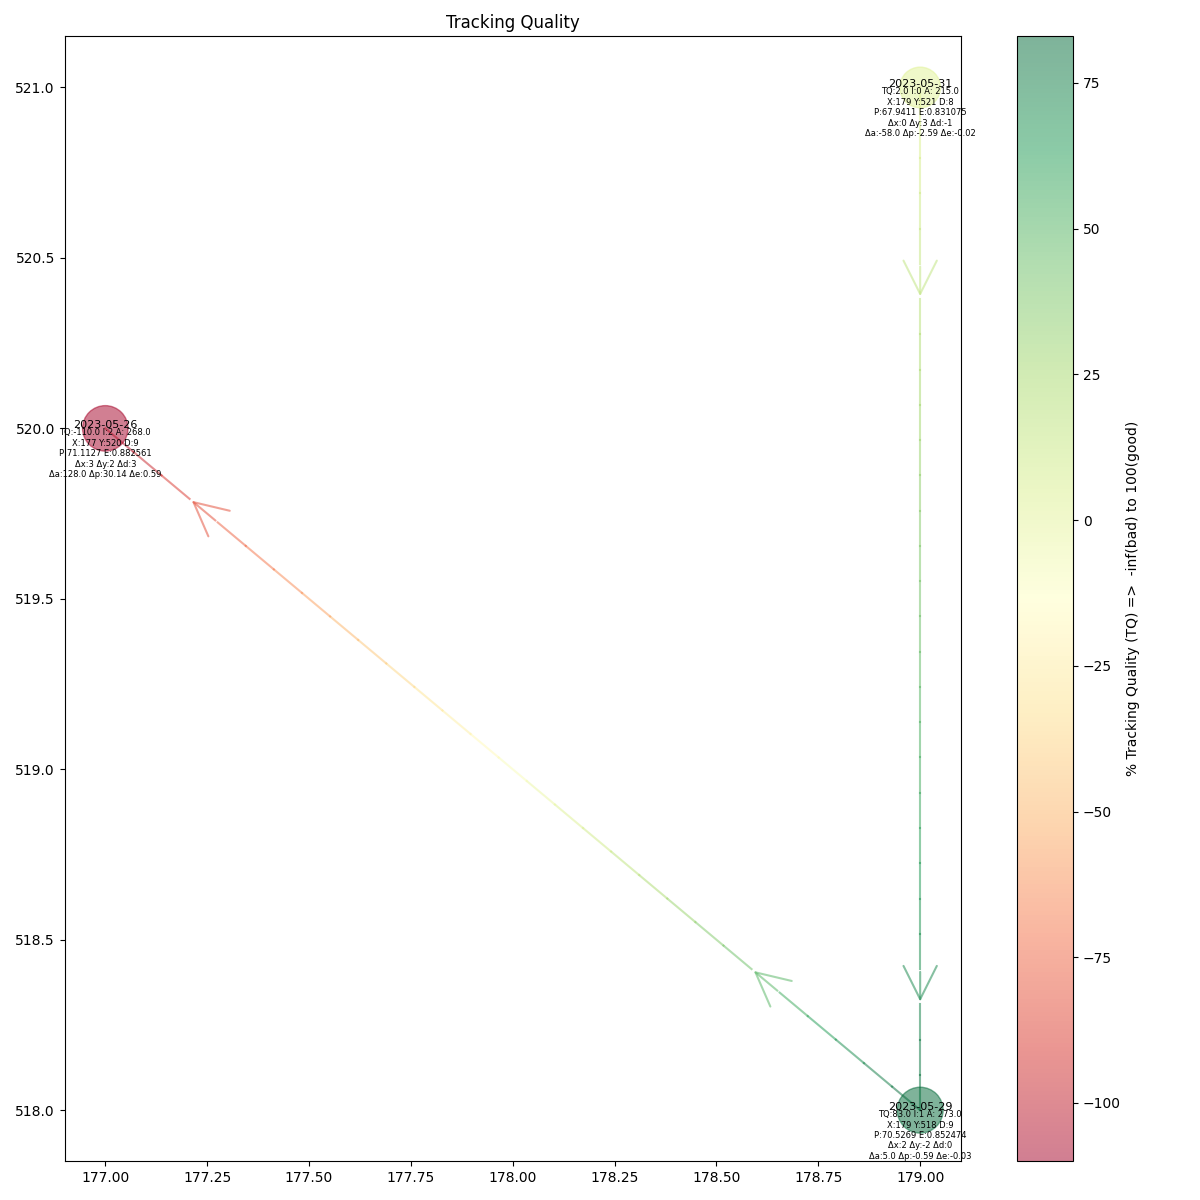 Tracking Quality
521.0
520.5
520.0
519.5
519.0
518.5
518.0
2023-05-31
TQ:2.0 I:0 A: 215.0
X:179 Y:521 D:8
P:67.9411 E:0.831075
Δx:0 Δy:3 Δd:-1
Δa:-58.0 Δp:-2.59 Δe:-0.02
2023-05-26
TQ:-110.0 I:2 A: 268.0
X:177 Y:520 D:9
P:71.1127 E:0.882561
Δx:3 Δy:2 Δd:3
Δa:128.0 Δp:30.14 Δe:0.59
2023-05-29
TQ:83.0 I:1 A: 273.0
X:179 Y:518 D:9
P:70.5269 E:0.852474
Δx:2 Δy:-2 Δd:0
Δa:5.0 Δp:-0.59 Δe:-0.03
177.00 177.25 177.50 177.75 178.00 178.25 178.50 178.75 179.00
75
50
25
0
−25
−50
−75
−100
% Tracking Quality (TQ) =>  -inf(bad) to 100(good)